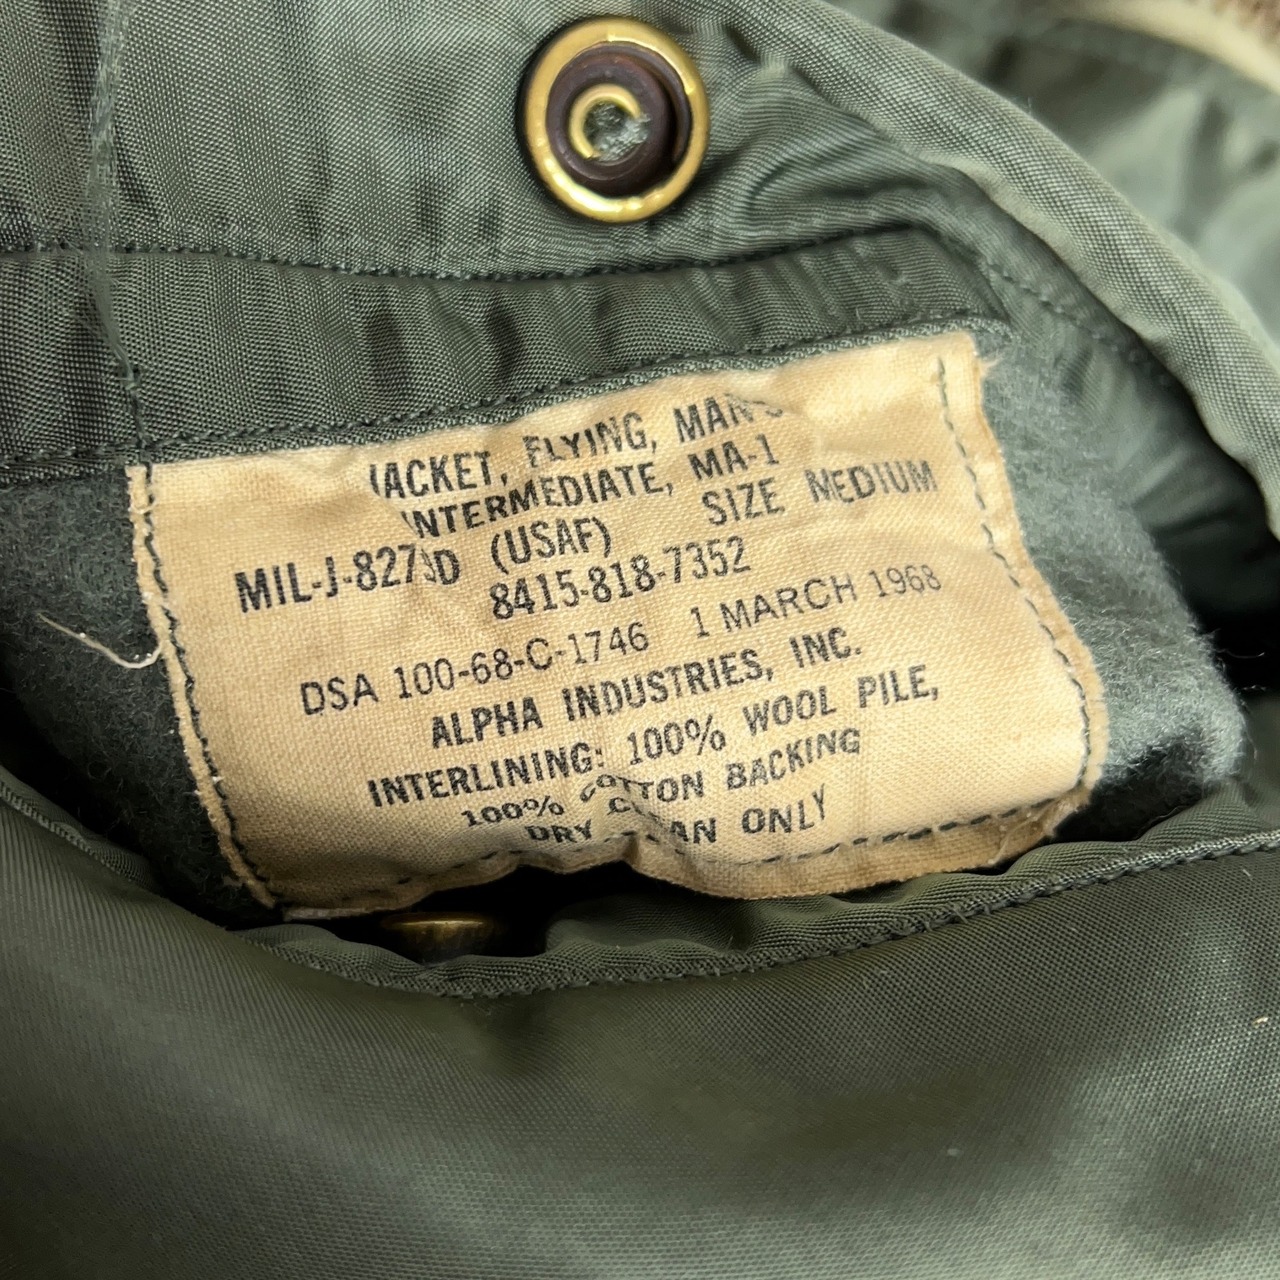 JACKET, FLYING, MAN'S
INTERMEDIATE, MA-1
MIL-J-8279D (USAF) SIZE MEDIUM
8415-818-7352
DSA 100-68-C-1746 1 MARCH 1968
ALPHA INDUSTRIES, INC.
INTERLINING: 100% WOOL PILE,
100% COTTON BACKING
DRY CLEAN ONLY